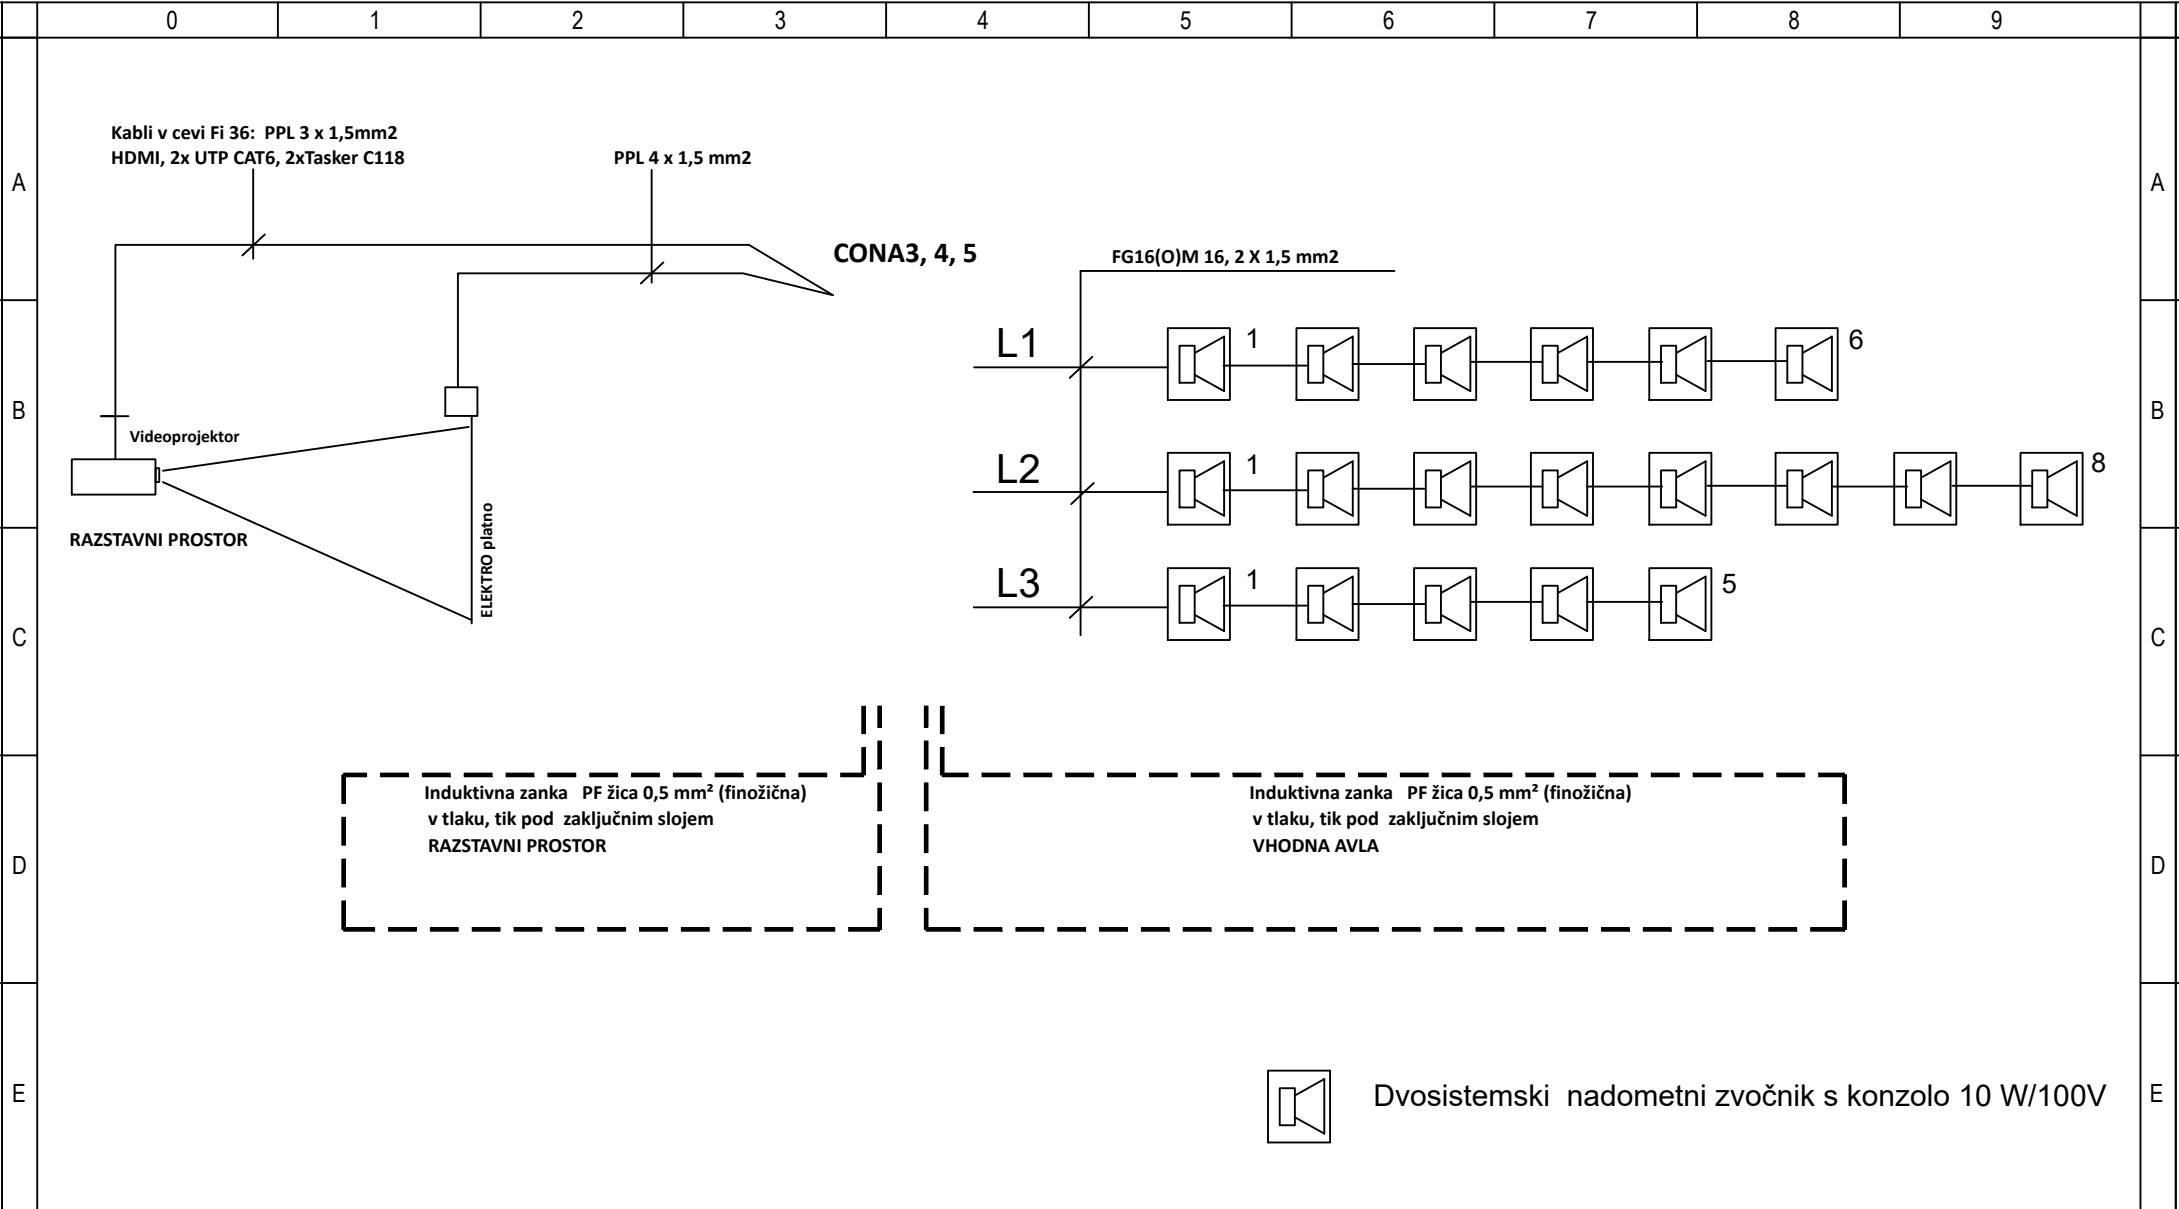 0 1 2 3 4 5 6 7 8 9
Kabli v cevi Fi 36: PPL 3 x 1,5mm2
HDMI, 2x UTP CAT6, 2xTasker C118
PPL 4 x 1,5 mm2
A A
CONA3, 4, 5
FG16(O)M 16, 2 X 1,5 mm2
L1 1 6
B B
Videoprojektor
L2 1 8
RAZSTAVNI PROSTOR
ELEKTRO platno
L3 1 5
C C
Induktivna zanka PF žica 0,5 mm² (finožična)
v tlaku, tik pod zaključnim slojem
RAZSTAVNI PROSTOR
Induktivna zanka PF žica 0,5 mm² (finožična)
v tlaku, tik pod zaključnim slojem
VHODNA AVLA
D D
E E
Dvosistemski nadometni zvočnik s konzolo 10 W/100V